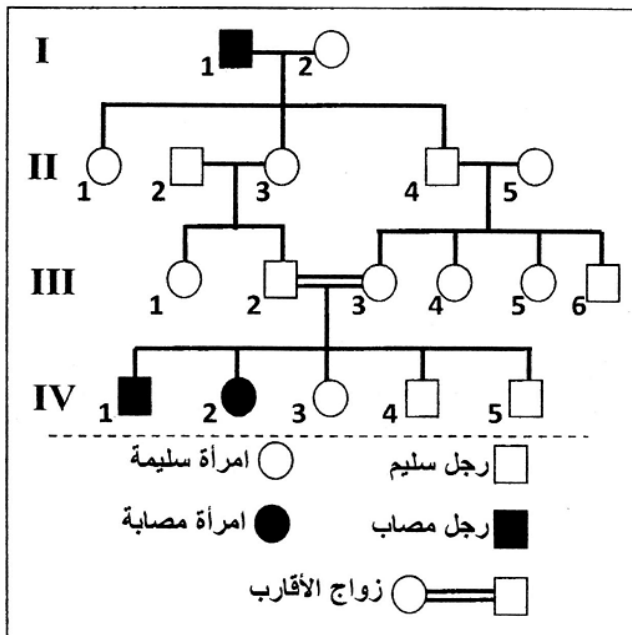 I
1 2
II
1 2 3 4 5
III
1 2 3 4 5 6
IV
1 2 3 4 5
رجل سليم امرأة سليمة
رجل مصاب امرأة مصابة
زواج الأقارب